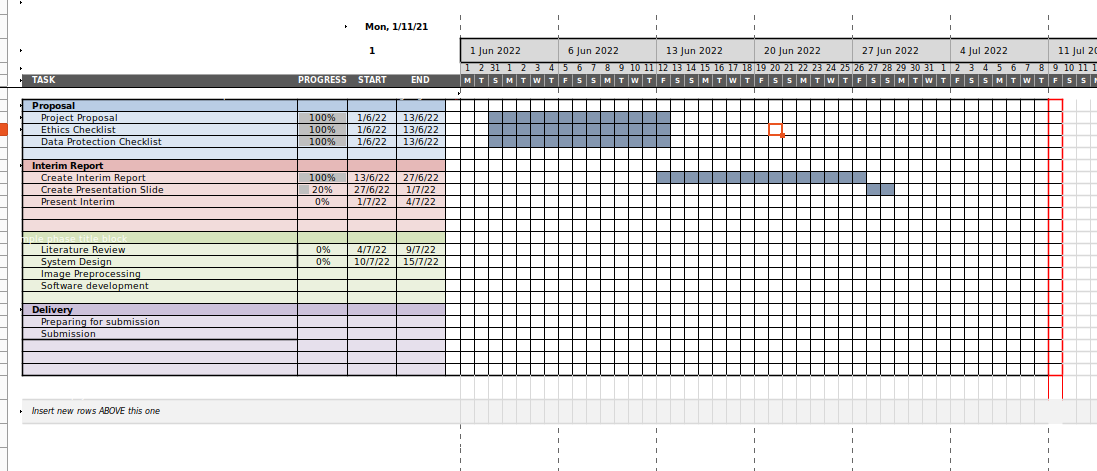 Mon, 1/11/21
1
1 Jun 2022 6 Jun 2022 13 Jun 2022 20 Jun 2022 27 Jun 2022 4 Jul 2022 11 Jul 20
1 2 31 1 2 3 4 5 6 7 8 9 10 11 12 13 14 15 16 17 18 19 20 21 22 23 24 25 26 27 28 29 30 31 1 2 3 4 5 6 7 8 9 10 11
TASK PROGRESS START END M T S M T W T F S S M T W T F S S M T W T F S S M T W T F S S M T W T F S S M T W T F S S
Proposal
Project Proposal 100% 1/6/22 13/6/22
Ethics Checklist 100% 1/6/22 13/6/22
Data Protection Checklist 100% 1/6/22 13/6/22
Interim Report
Create Interim Report 100% 13/6/22 27/6/22
Create Presentation Slide 20% 27/6/22 1/7/22
Present Interim 0% 1/7/22 4/7/22
ple phase title block
Literature Review 0% 4/7/22 9/7/22
System Design 0% 10/7/22 15/7/22
Image Preprocessing
Software development
Delivery
Preparing for submission
Submission
Insert new rows ABOVE this one